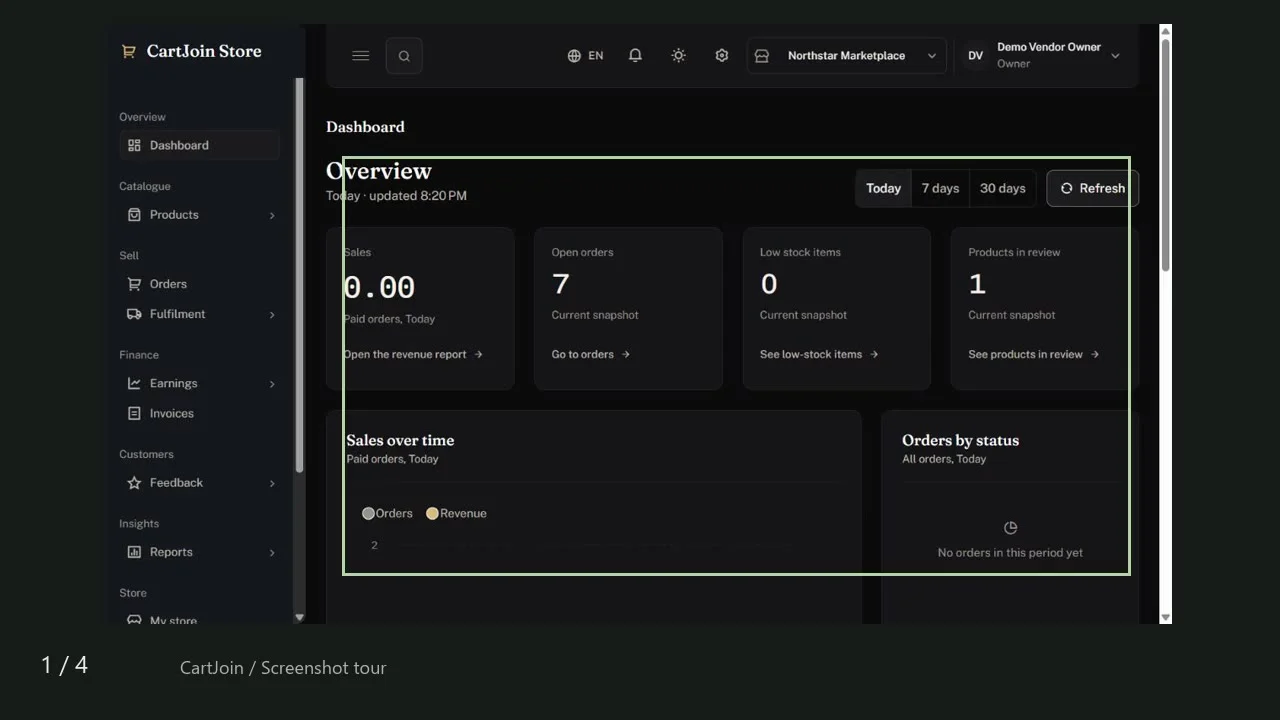 CartJoin Store
EN
Northstar Marketplace
DV
Demo Vendor Owner
Owner
Overview
Dashboard
Catalogue
Products
Sell
Orders
Fulfilment
Finance
Earnings
Invoices
Customers
Feedback
Insights
Reports
Store
My store
Dashboard
Overview
Today · updated 8:20 PM
Today
7 days
30 days
Refresh
Sales
0.00
Paid orders, Today
Open the revenue report →
Open orders
7
Current snapshot
Go to orders →
Low stock items
0
Current snapshot
See low-stock items →
Products in review
1
Current snapshot
See products in review →
Sales over time
Paid orders, Today
Orders
Revenue
2
Orders by status
All orders, Today
No orders in this period yet
1 / 4
CartJoin / Screenshot tour